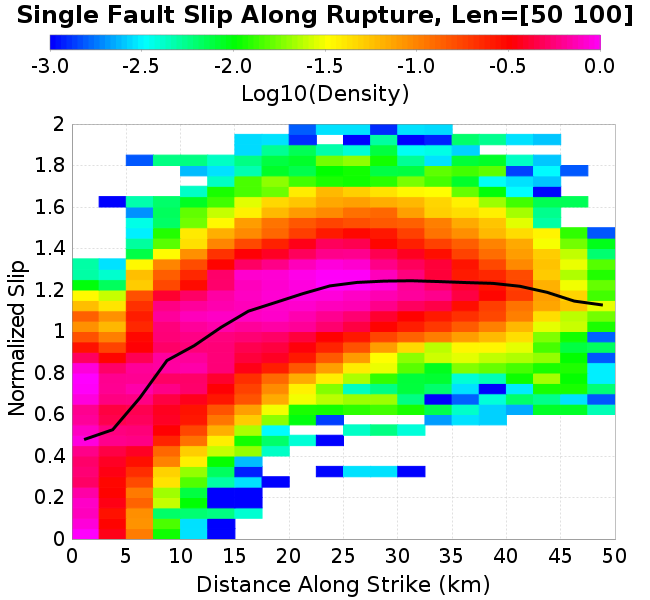 Single Fault Slip Along Rupture, Len=[50 100]
-3.0 -2.5 -2.0 -1.5 -1.0 -0.5 0.0
Log10(Density)
2
1.8
1.6
1.4
1.2
1
0.8
0.6
0.4
0.2
0
Normalized Slip
0 5 10 15 20 25 30 35 40 45 50
Distance Along Strike (km)